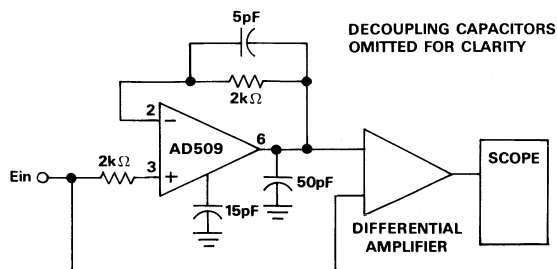 5pF
DECOUPLING CAPACITORS
OMITTED FOR CLARITY
2kΩ
2
AD509
6
2kΩ
3
Ein
50pF
15pF
SCOPE
DIFFERENTIAL
AMPLIFIER